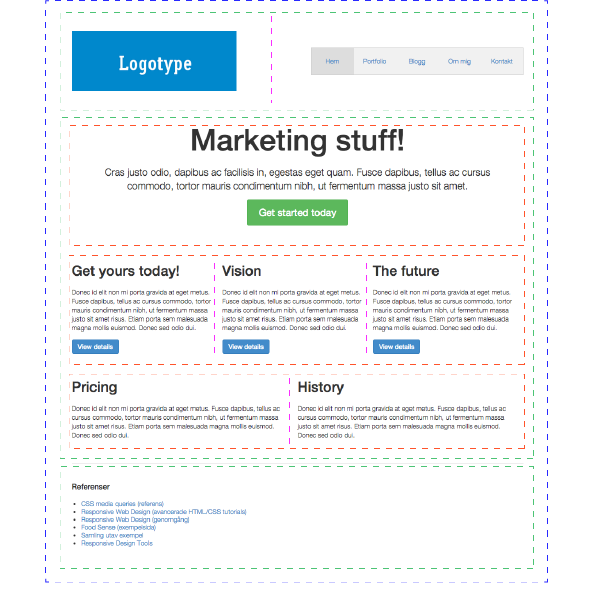 Logotype
Hem Portfolio Blogg Om mig Kontakt
Marketing stuff!
Cras justo odio, dapibus ac facilisis in, egestas eget quam. Fusce dapibus, tellus ac cursus
commodo, tortor mauris condimentum nibh, ut fermentum massa justo sit amet.
Get started today
Get yours today!
Donec id elit non mi porta gravida at eget metus.
Fusce dapibus, tellus ac cursus commodo, tortor
mauris condimentum nibh, ut fermentum massa
justo sit amet risus. Etiam porta sem malesuada
magna mollis euismod. Donec sed odio dui.
View details
Vision
Donec id elit non mi porta gravida at eget metus.
Fusce dapibus, tellus ac cursus commodo, tortor
mauris condimentum nibh, ut fermentum massa
justo sit amet risus. Etiam porta sem malesuada
magna mollis euismod. Donec sed odio dui.
View details
The future
Donec id elit non mi porta gravida at eget metus.
Fusce dapibus, tellus ac cursus commodo, tortor
mauris condimentum nibh, ut fermentum massa
justo sit amet risus. Etiam porta sem malesuada
magna mollis euismod. Donec sed odio dui.
View details
Pricing
Donec id elit non mi porta gravida at eget metus. Fusce dapibus, tellus ac
cursus commodo, tortor mauris condimentum nibh, ut fermentum massa
justo sit amet risus. Etiam porta sem malesuada magna mollis euismod.
Donec sed odio dui.
History
Donec id elit non mi porta gravida at eget metus. Fusce dapibus, tellus ac
cursus commodo, tortor mauris condimentum nibh, ut fermentum massa
justo sit amet risus. Etiam porta sem malesuada magna mollis euismod.
Donec sed odio dui.
Referenser
CSS media queries (referens)
Responsive Web Design (avancerade HTML/CSS tutorials)
Responsive Web Design (genomgång)
Food Sense (exempelsida)
Samling utav exempel
Responsive Design Tools